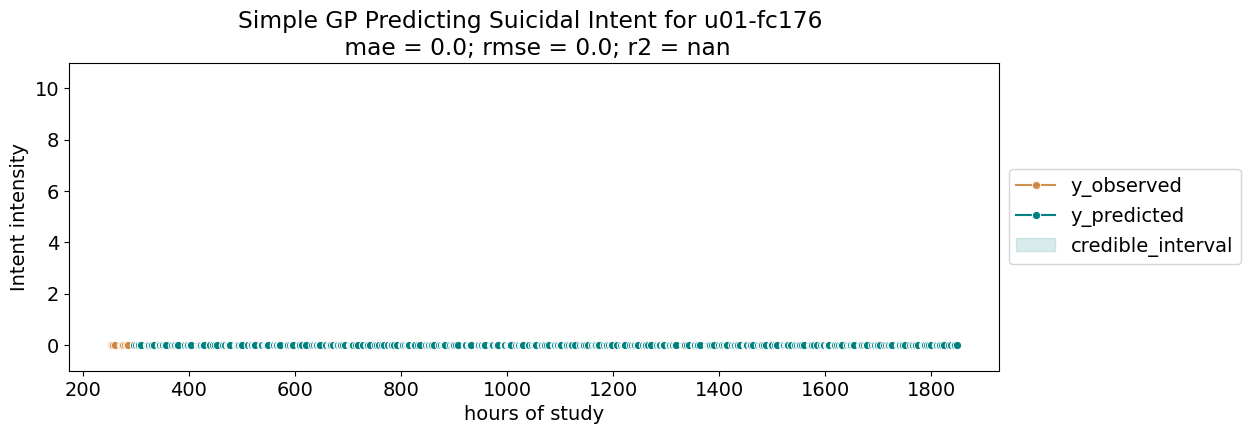 Simple GP Predicting Suicidal Intent for u01-fc176
mae = 0.0; rmse = 0.0; r2 = nan
Intent intensity
10
8
6
4
2
0
200 400 600 800 1000 1200 1400 1600 1800
hours of study
y_observed
y_predicted
credible_interval